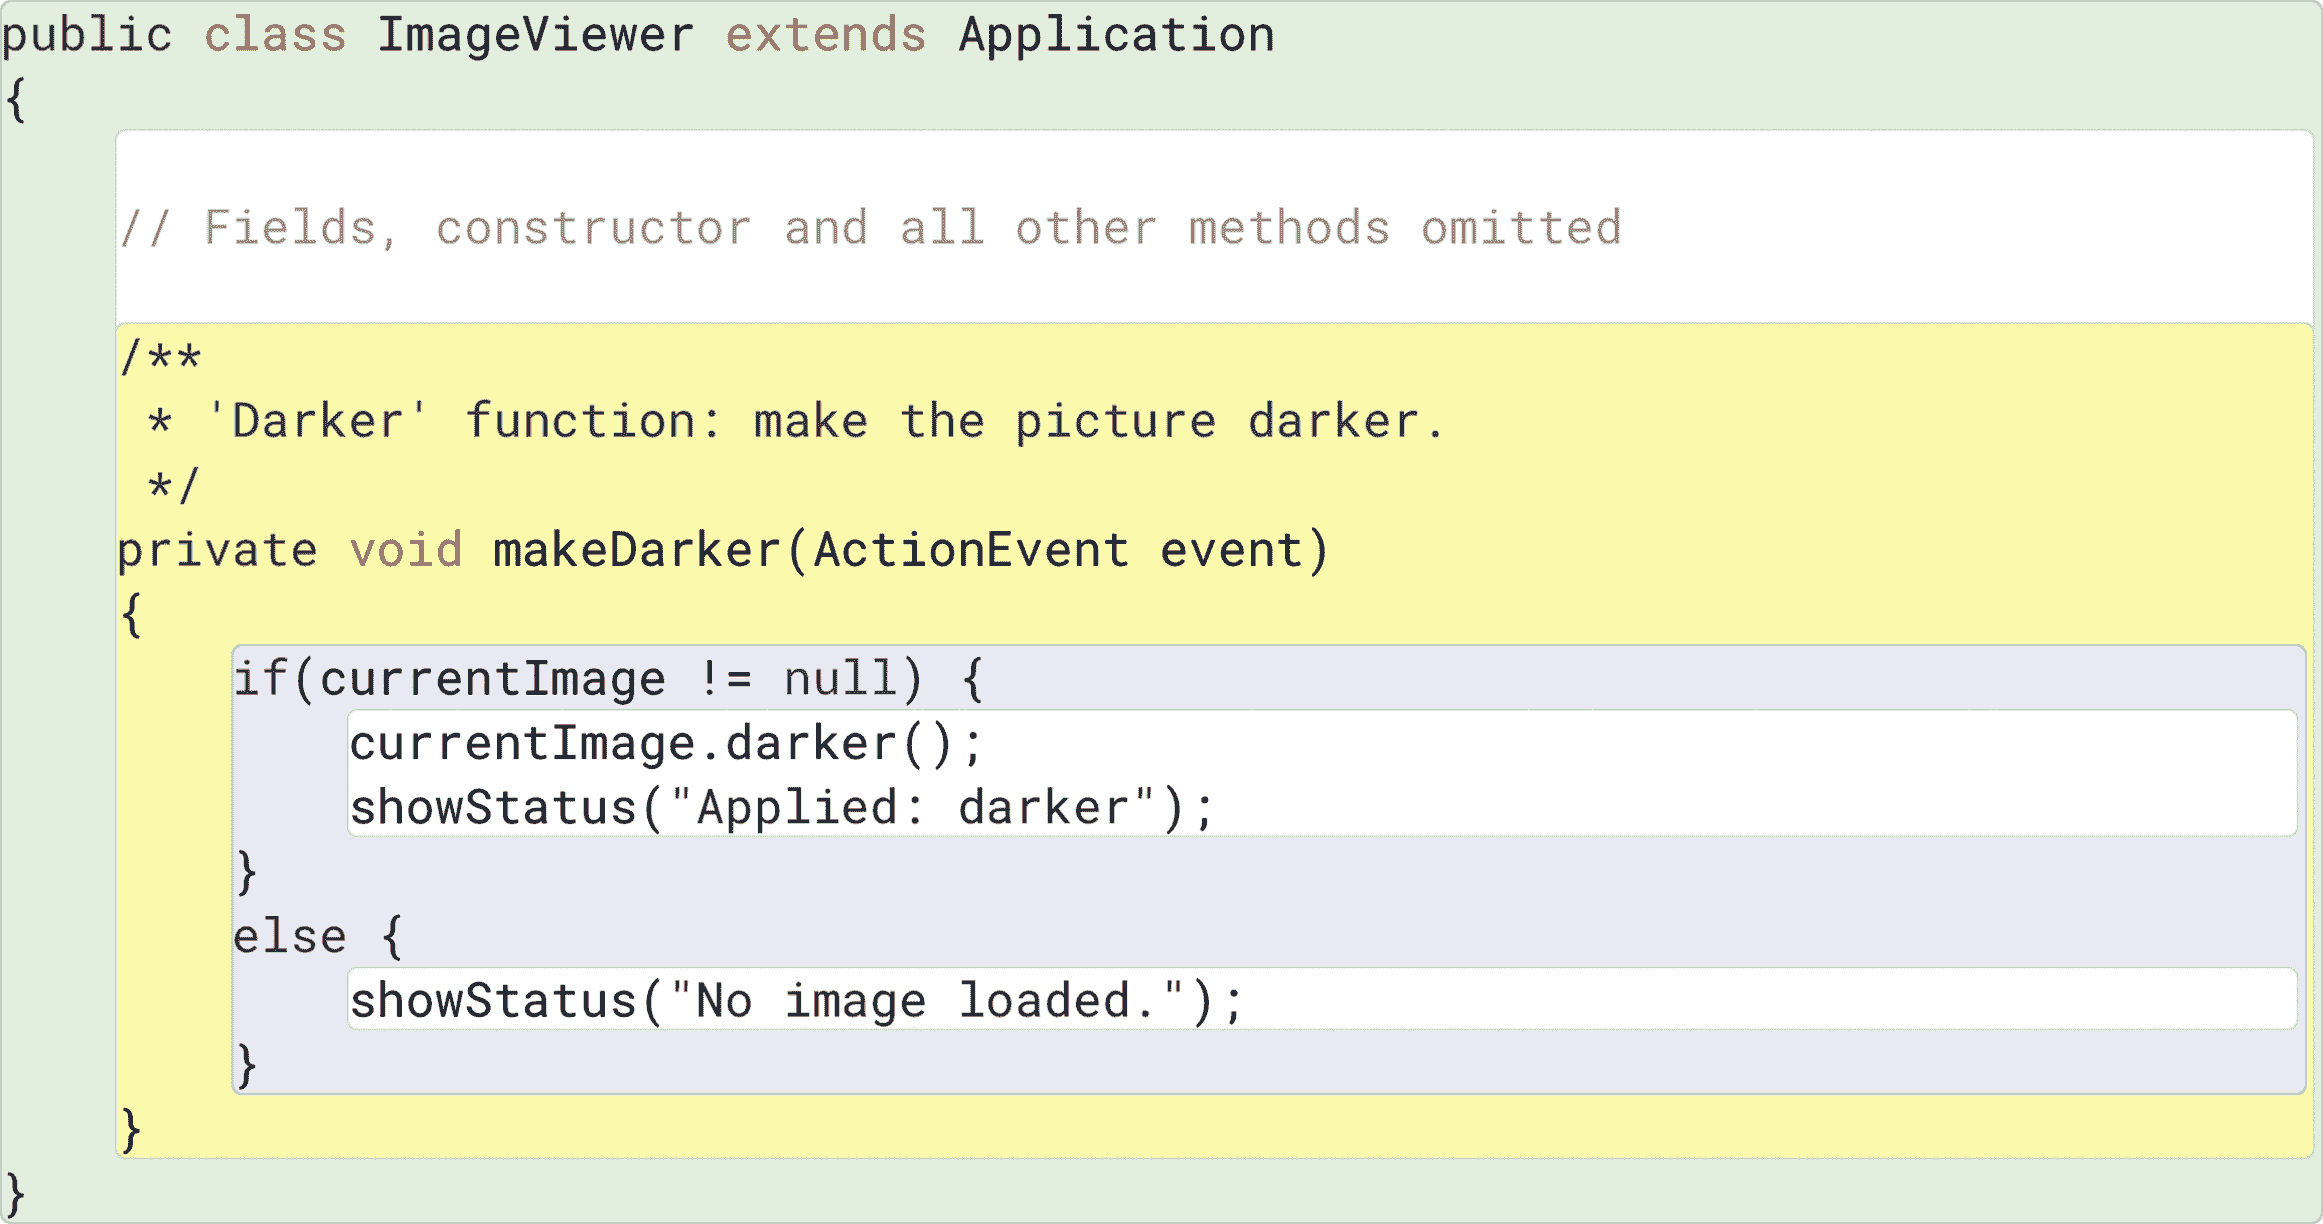 public class ImageViewer extends Application
{
// Fields, constructor and all other methods omitted
/**
* 'Darker' function: make the picture darker.
*/
private void makeDarker(ActionEvent event)
{
if(currentImage != null) {
currentImage.darker();
showStatus("Applied: darker");
}
else {
showStatus("No image loaded.");
}
}
}